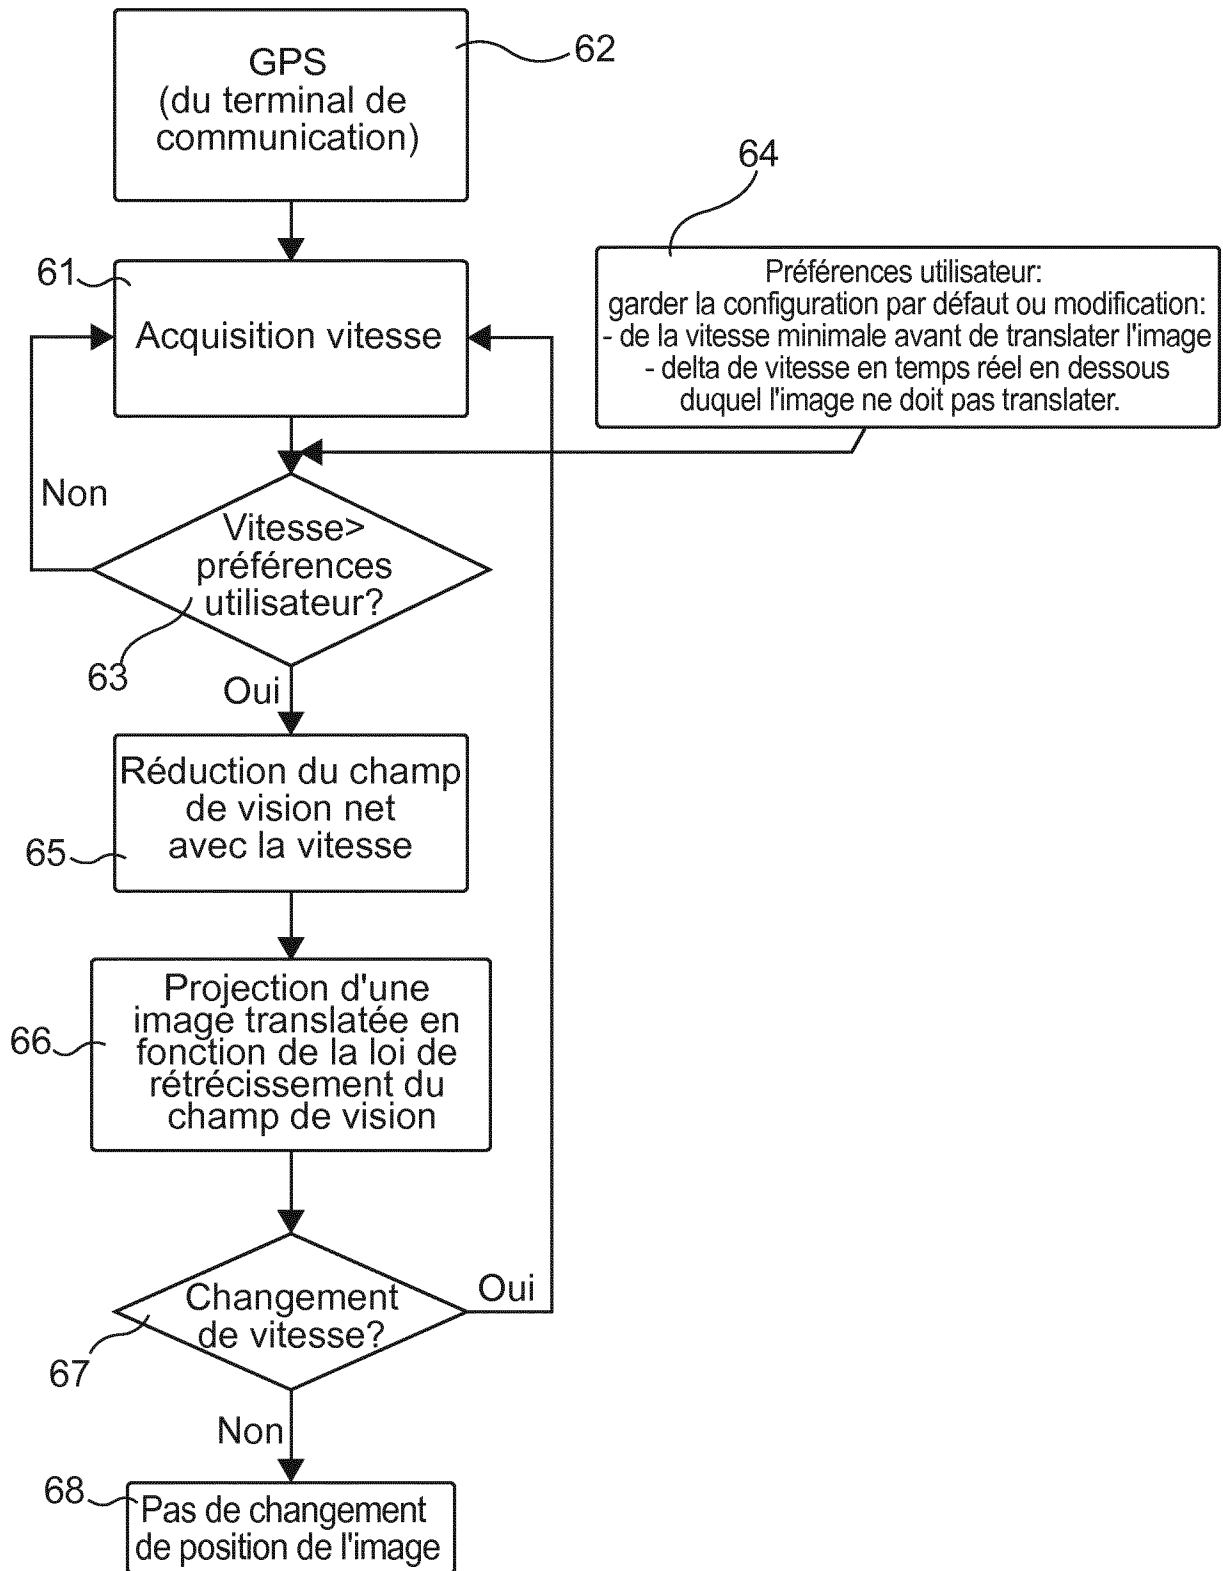 GPS
(du terminal de
communication)
62
64
61
Acquisition vitesse
Préférences utilisateur:
garder la configuration par défaut ou modification:
- de la vitesse minimale avant de translater l'image
- delta de vitesse en temps réel en dessous
duquel l'image ne doit pas translater.
Non
Vitesse>
préférences
utilisateur?
63
Oui
Réduction du champ
de vision net
avec la vitesse
65
Projection d'une
image translatée en
fonction de la loi de
rétrécissement du
champ de vision
66
Changement
de vitesse?
Oui
67
Non
68
Pas de changement
de position de l'image